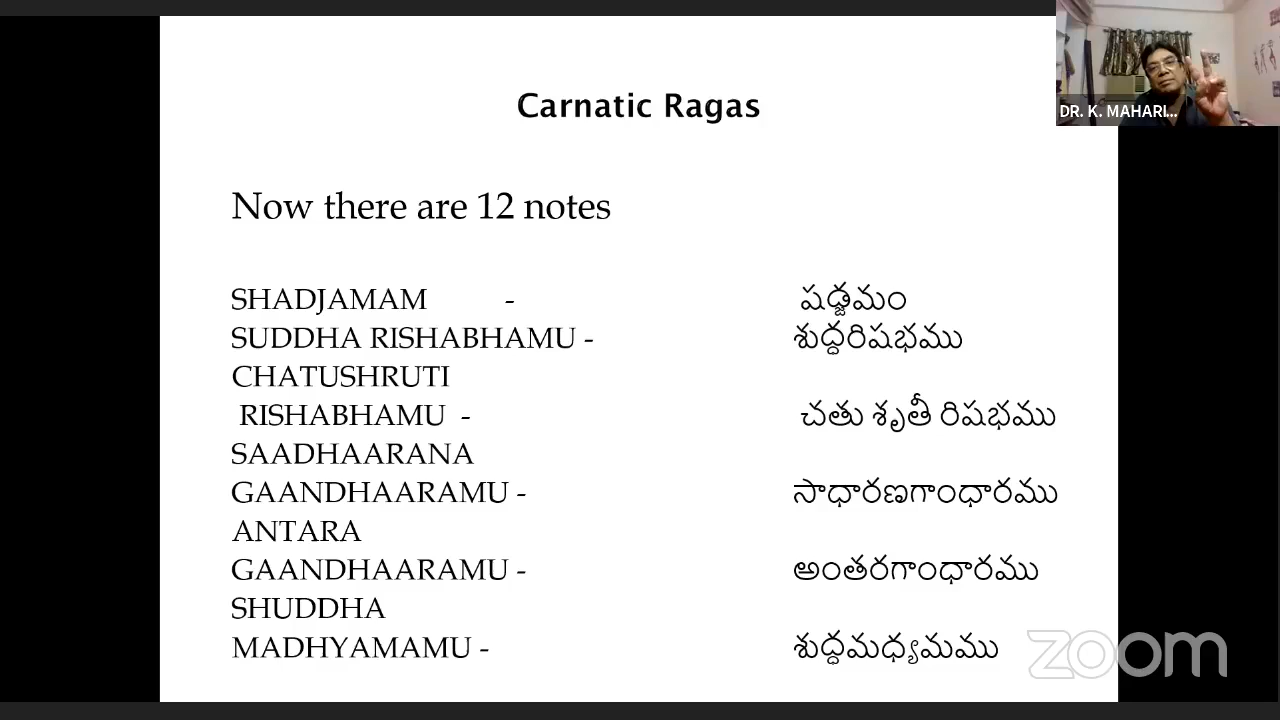 DR. K. MAHARI...
Carnatic Ragas
Now there are 12 notes
SHADJAMAM - షడ్జమం
SUDDHA RISHABHAMU - శుద్ధరిషభము
CHATUSHRUTI
RISHABHAMU - చతు శృతీ రిషభము
SAADHAARANA
GAANDHAARAMU - సాధారణగాంధారము
ANTARA
GAANDHAARAMU - అంతరగాంధారము
SHUDDHA
MADHYAMAMU - శుద్ధమధ్యమము
zoom